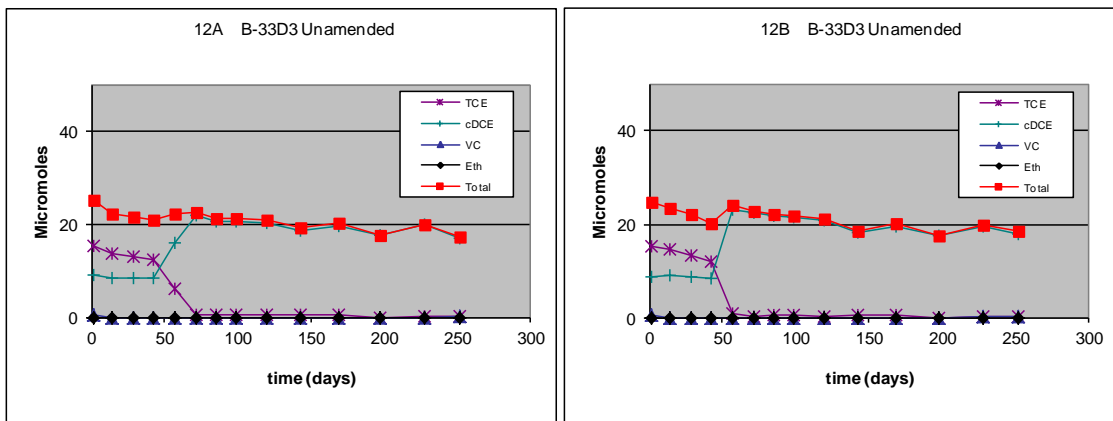 12A B-33D3 Unamended
TCE
cDCE
VC
Eth
Total
40
20
0
Micromoles
0 50 100 150 200 250 300
time (days)
12B B-33D3 Unamended
TCE
cDCE
VC
Eth
Total
40
20
0
Micromoles
0 50 100 150 200 250 300
time (days)